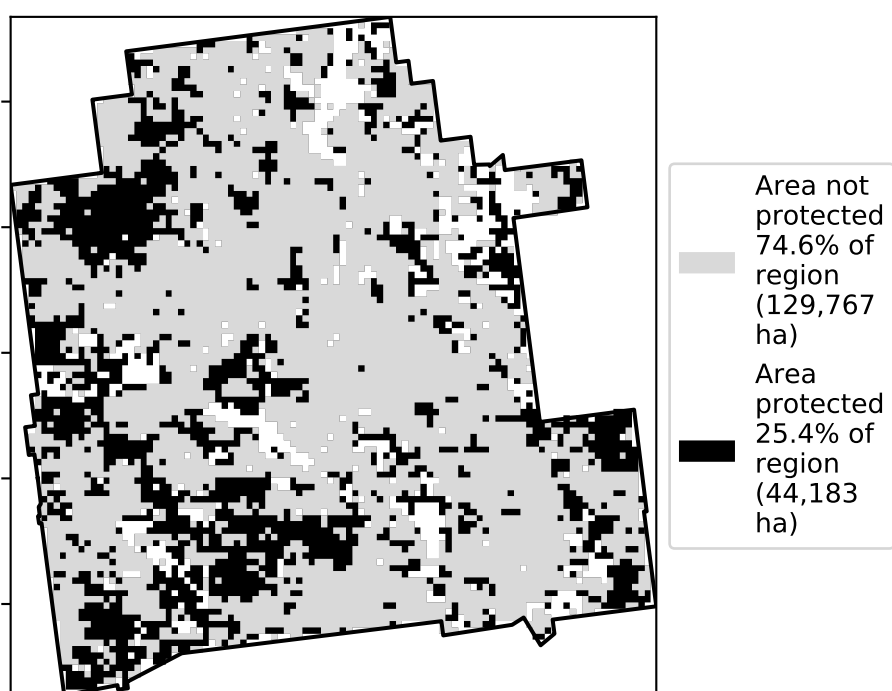 Area not
protected
74.6% of
region
(129,767
ha)
Area
protected
25.4% of
region
(44,183
ha)